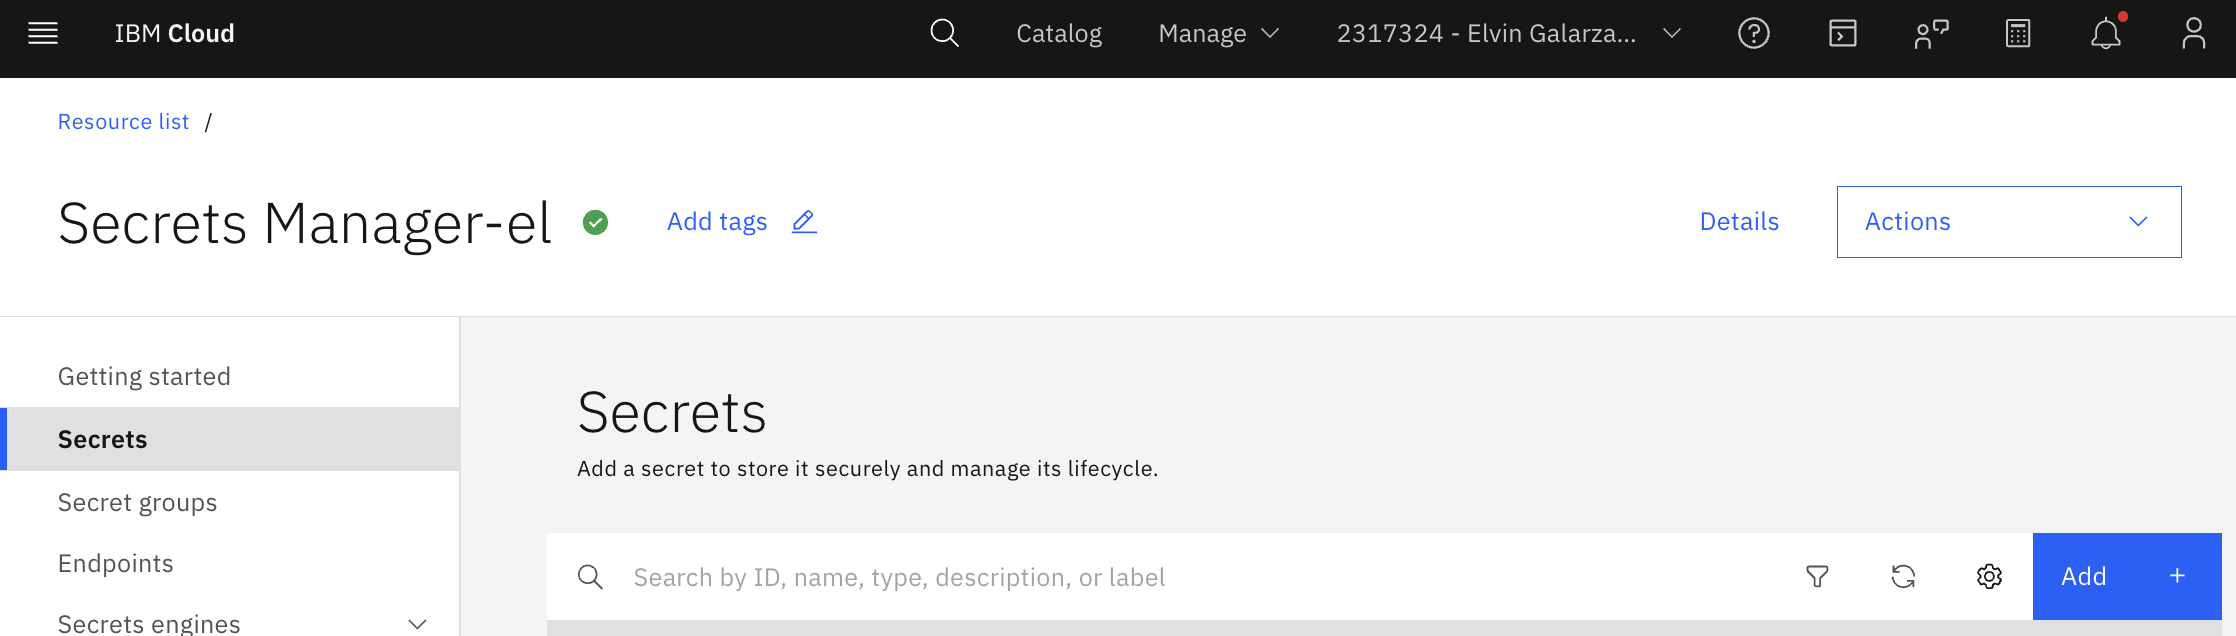 IBM Cloud
Catalog
Manage
2317324 - Elvin Galarza...
Resource list /
Secrets Manager-el
Add tags
Details
Actions
Getting started
Secrets
Secret groups
Endpoints
Secrets engines
Secrets
Add a secret to store it securely and manage its lifecycle.
Search by ID, name, type, description, or label
Add +